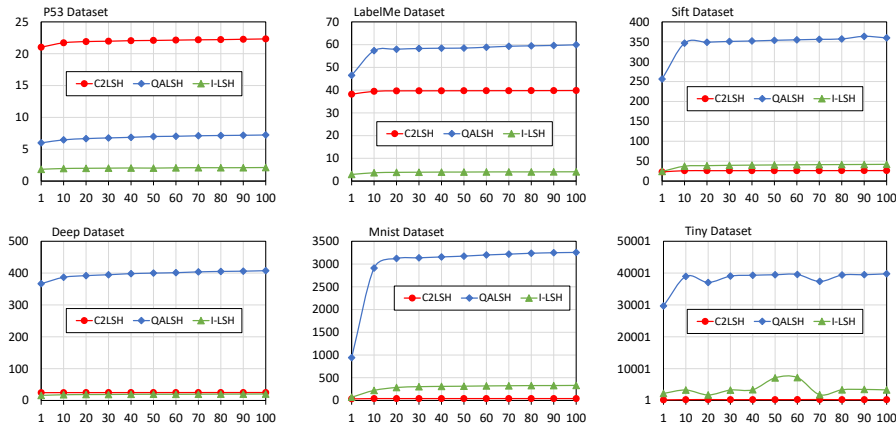 P53 Dataset
25
20
15
10
5
0
C2LSH QALSH I-LSH
1 10 20 30 40 50 60 70 80 90 100
LabelMe Dataset
70
60
50
40
30
20
10
0
C2LSH QALSH I-LSH
1 10 20 30 40 50 60 70 80 90 100
Sift Dataset
400
350
300
250
200
150
100
50
0
C2LSH QALSH I-LSH
1 10 20 30 40 50 60 70 80 90 100
Deep Dataset
500
400
300
200
100
0
C2LSH QALSH I-LSH
1 10 20 30 40 50 60 70 80 90 100
Mnist Dataset
3500
3000
2500
2000
1500
1000
500
0
C2LSH QALSH I-LSH
1 10 20 30 40 50 60 70 80 90 100
Tiny Dataset
50001
40001
30001
20001
10001
1
C2LSH QALSH I-LSH
1 10 20 30 40 50 60 70 80 90 100